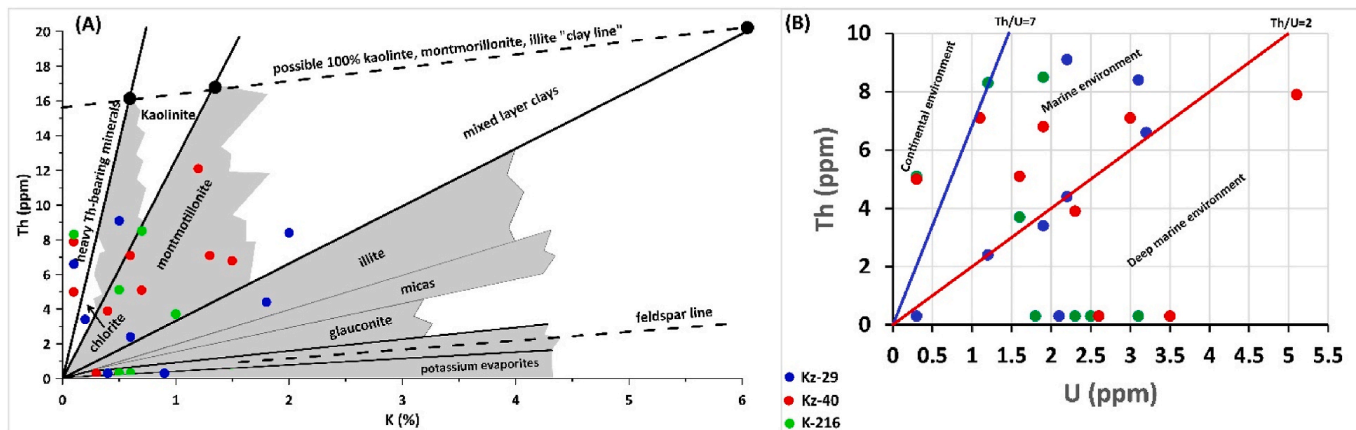 (A)
20
18
16
14
12
10
8
6
4
2
0
Th (ppm)
0
1
2
3
4
5
6
K (%)
possible 100% kaolinte, montmorillonite, illite "clay line"
heavy Th-bearing minerals
Kaolinite
montmotillonite
chlorite
mixed layer clays
illite
micas
glauconite
feldspar line
potassium evaporites
(B)
Th/U=7
Th/U=2
10
8
6
4
2
0
Th (ppm)
Continental environment
Marine environment
Deep marine environment
0
0.5
1
1.5
2
2.5
3
3.5
4
4.5
5
5.5
U (ppm)
Kz-29
Kz-40
K-216